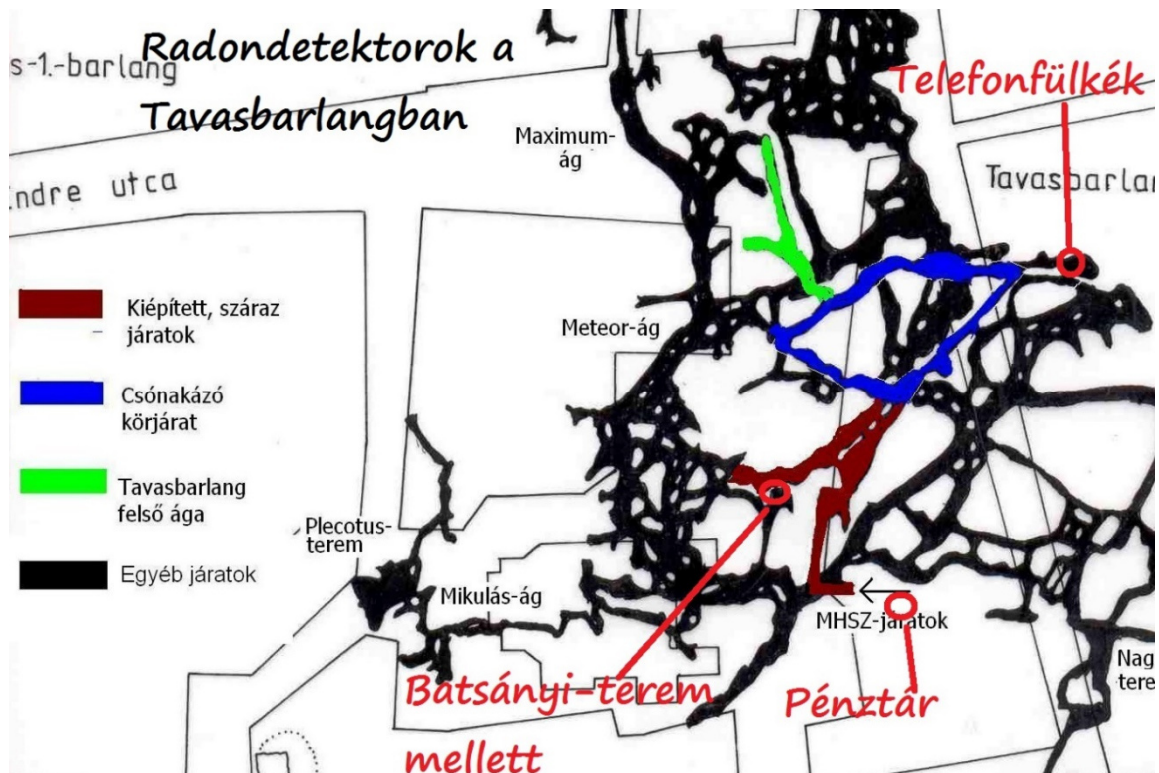 Radondetektorok a
Tavasbarlangban
s-1.-barlang
Telefonfülkék
Maximum-
ág
ndre utca
Tavasbarlan
Kiépített, száraz
járatok
Meteor-ág
Csónakázó
körjárat
Tavasbarlang
felső ága
Plecotus-
terem
Egyéb járatok
Mikulás-ág
MHSZ-járatok
Nag
tere
Batsányi-terem
mellett
Pénztár